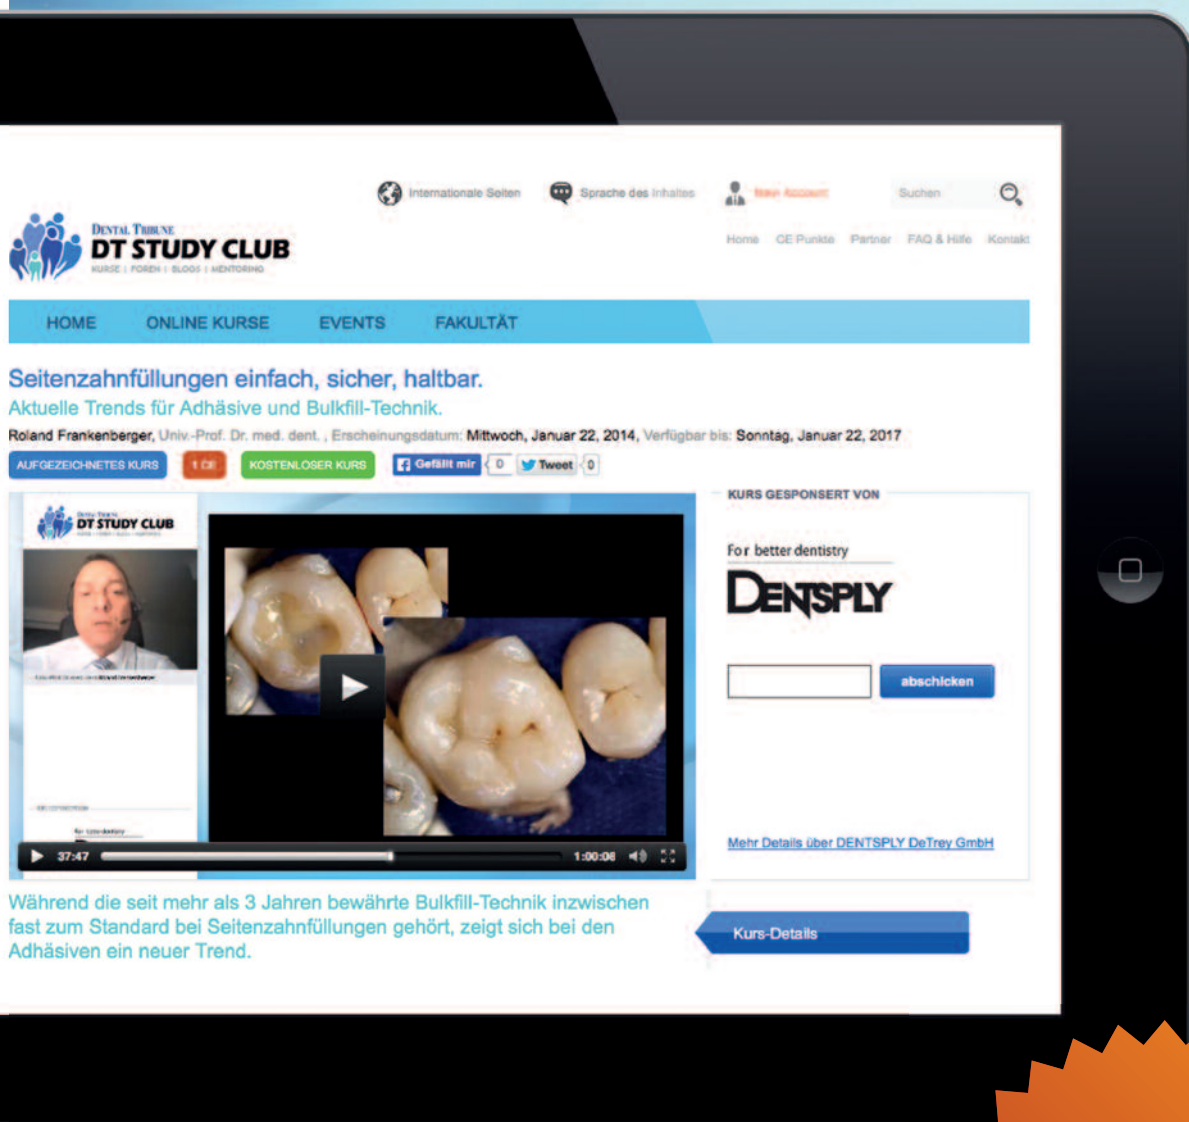 Internationale Seiten
Sprache des Inhaltes
Mein Account
Suchen
DENTAL TRIBUNE
DT STUDY CLUB
KURSE | FOREN | BLOGS | MENTORING
Home CE Punkte Partner FAQ & Hilfe Kontakt
HOME ONLINE KURSE EVENTS FAKULTÄT
Seitenzahnfüllungen einfach, sicher, haltbar.
Aktuelle Trends für Adhäsive und Bulkfill-Technik.
Roland Frankenberger, Univ.-Prof. Dr. med. dent. , Erscheinungsdatum: Mittwoch, Januar 22, 2014, Verfügbar bis: Sonntag, Januar 22, 2017
AUFGEZEICHNETES KURS
1 CE
KOSTENLOSER KURS
Gefällt mir 0
Tweet 0
DT STUDY CLUB
For better dentistry
37:47
1:00:06
KURS GESPONSERT VON
For better dentistry
DENTSPLY
abschicken
Mehr Details über DENTSPLY DeTrey GmbH
Während die seit mehr als 3 Jahren bewährte Bulkfill-Technik inzwischen
fast zum Standard bei Seitenzahnfüllungen gehört, zeigt sich bei den
Adhäsiven ein neuer Trend.
Kurs-Details